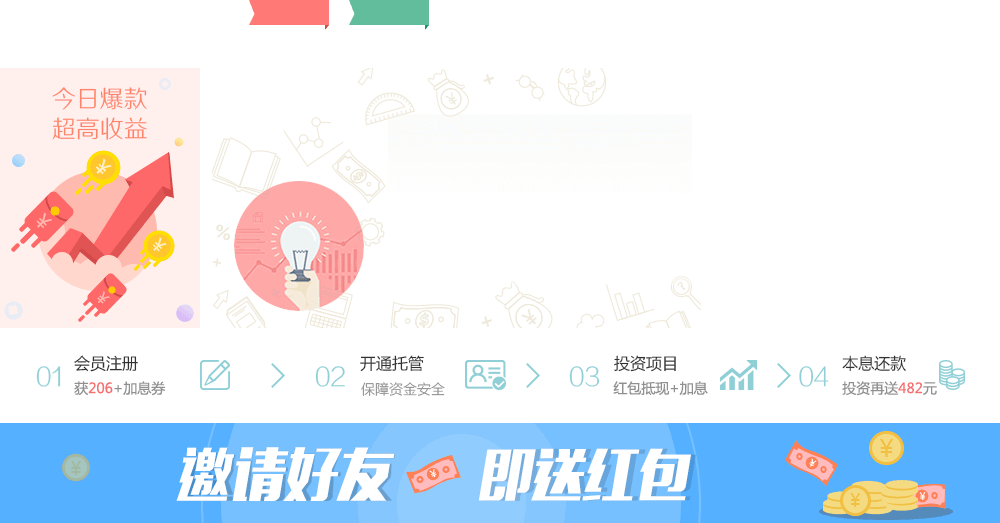 今日爆款
超高收益
01 会员注册
获206+加息券
02 开通托管
保障资金安全
03 投资项目
红包抵现+加息
04 本息还款
投资再送482元
邀请好友 即送红包